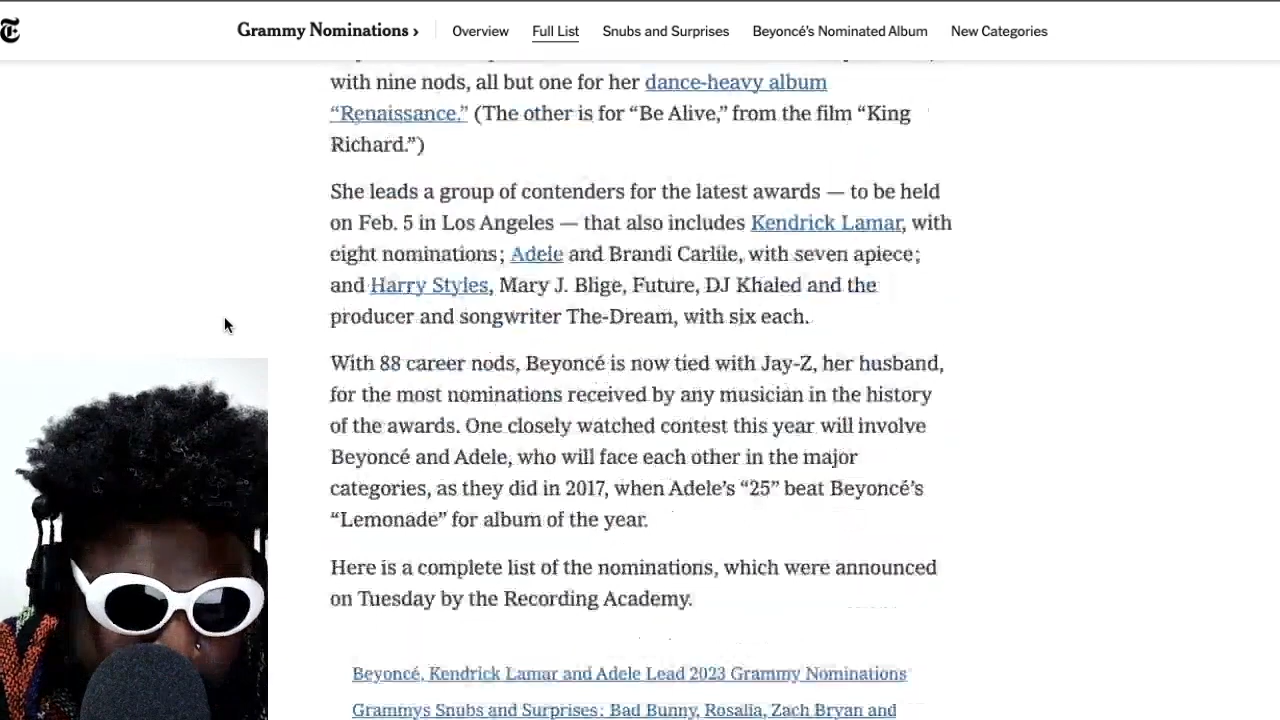 Grammy Nominations › Overview Full List Snubs and Surprises Beyoncé’s Nominated Album New Categories
with nine nods, all but one for her dance-heavy album
“Renaissance.” (The other is for “Be Alive,” from the film “King
Richard.”)
She leads a group of contenders for the latest awards — to be held
on Feb. 5 in Los Angeles — that also includes Kendrick Lamar, with
eight nominations; Adele and Brandi Carlile, with seven apiece;
and Harry Styles, Mary J. Blige, Future, DJ Khaled and the
producer and songwriter The-Dream, with six each.
With 88 career nods, Beyoncé is now tied with Jay-Z, her husband,
for the most nominations received by any musician in the history
of the awards. One closely watched contest this year will involve
Beyoncé and Adele, who will face each other in the major
categories, as they did in 2017, when Adele’s “25” beat Beyoncé’s
“Lemonade” for album of the year.
Here is a complete list of the nominations, which were announced
on Tuesday by the Recording Academy.
Beyoncé, Kendrick Lamar and Adele Lead 2023 Grammy Nominations
Grammys Snubs and Surprises: Bad Bunny, Rosalía, Zach Bryan and